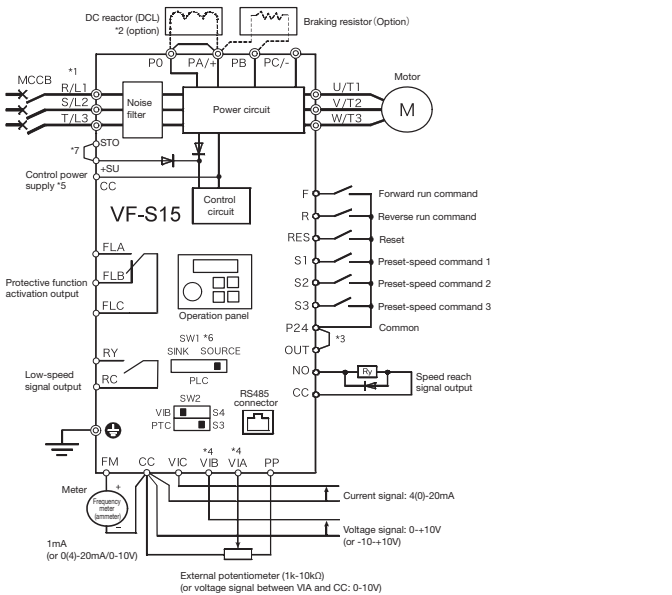 DC reactor (DCL)
*2 (option)
Braking resistor(Option)
P0
PA/+
PB
PC/-
MCCB
*1
R/L1
S/L2
T/L3
Noise
filter
Power circuit
U/T1
V/T2
W/T3
Motor
M
*7
STO
+SU
CC
Control power
supply *5
VF-S15
Control
circuit
F
Forward run command
R
Reverse run command
RES
Reset
S1
Preset-speed command 1
S2
Preset-speed command 2
S3
Preset-speed command 3
P24
Common
*3
OUT
FLA
FLB
FLC
Protective function
activation output
Operation panel
SW1 *6
SINK SOURCE
PLC
RY
RC
Low-speed
signal output
NO
Ry
CC
Speed reach
signal output
SW2
VIB
S4
PTC
S3
RS485
connector
*4
*4
FM
CC
VIC
VIB
VIA
PP
Meter
+
Frequency
meter
(ammeter)
−
1mA
(or 0(4)-20mA/0-10V)
Current signal: 4(0)-20mA
Voltage signal: 0-+10V
(or -10-+10V)
External potentiometer (1k-10kΩ)
(or voltage signal between VIA and CC: 0-10V)